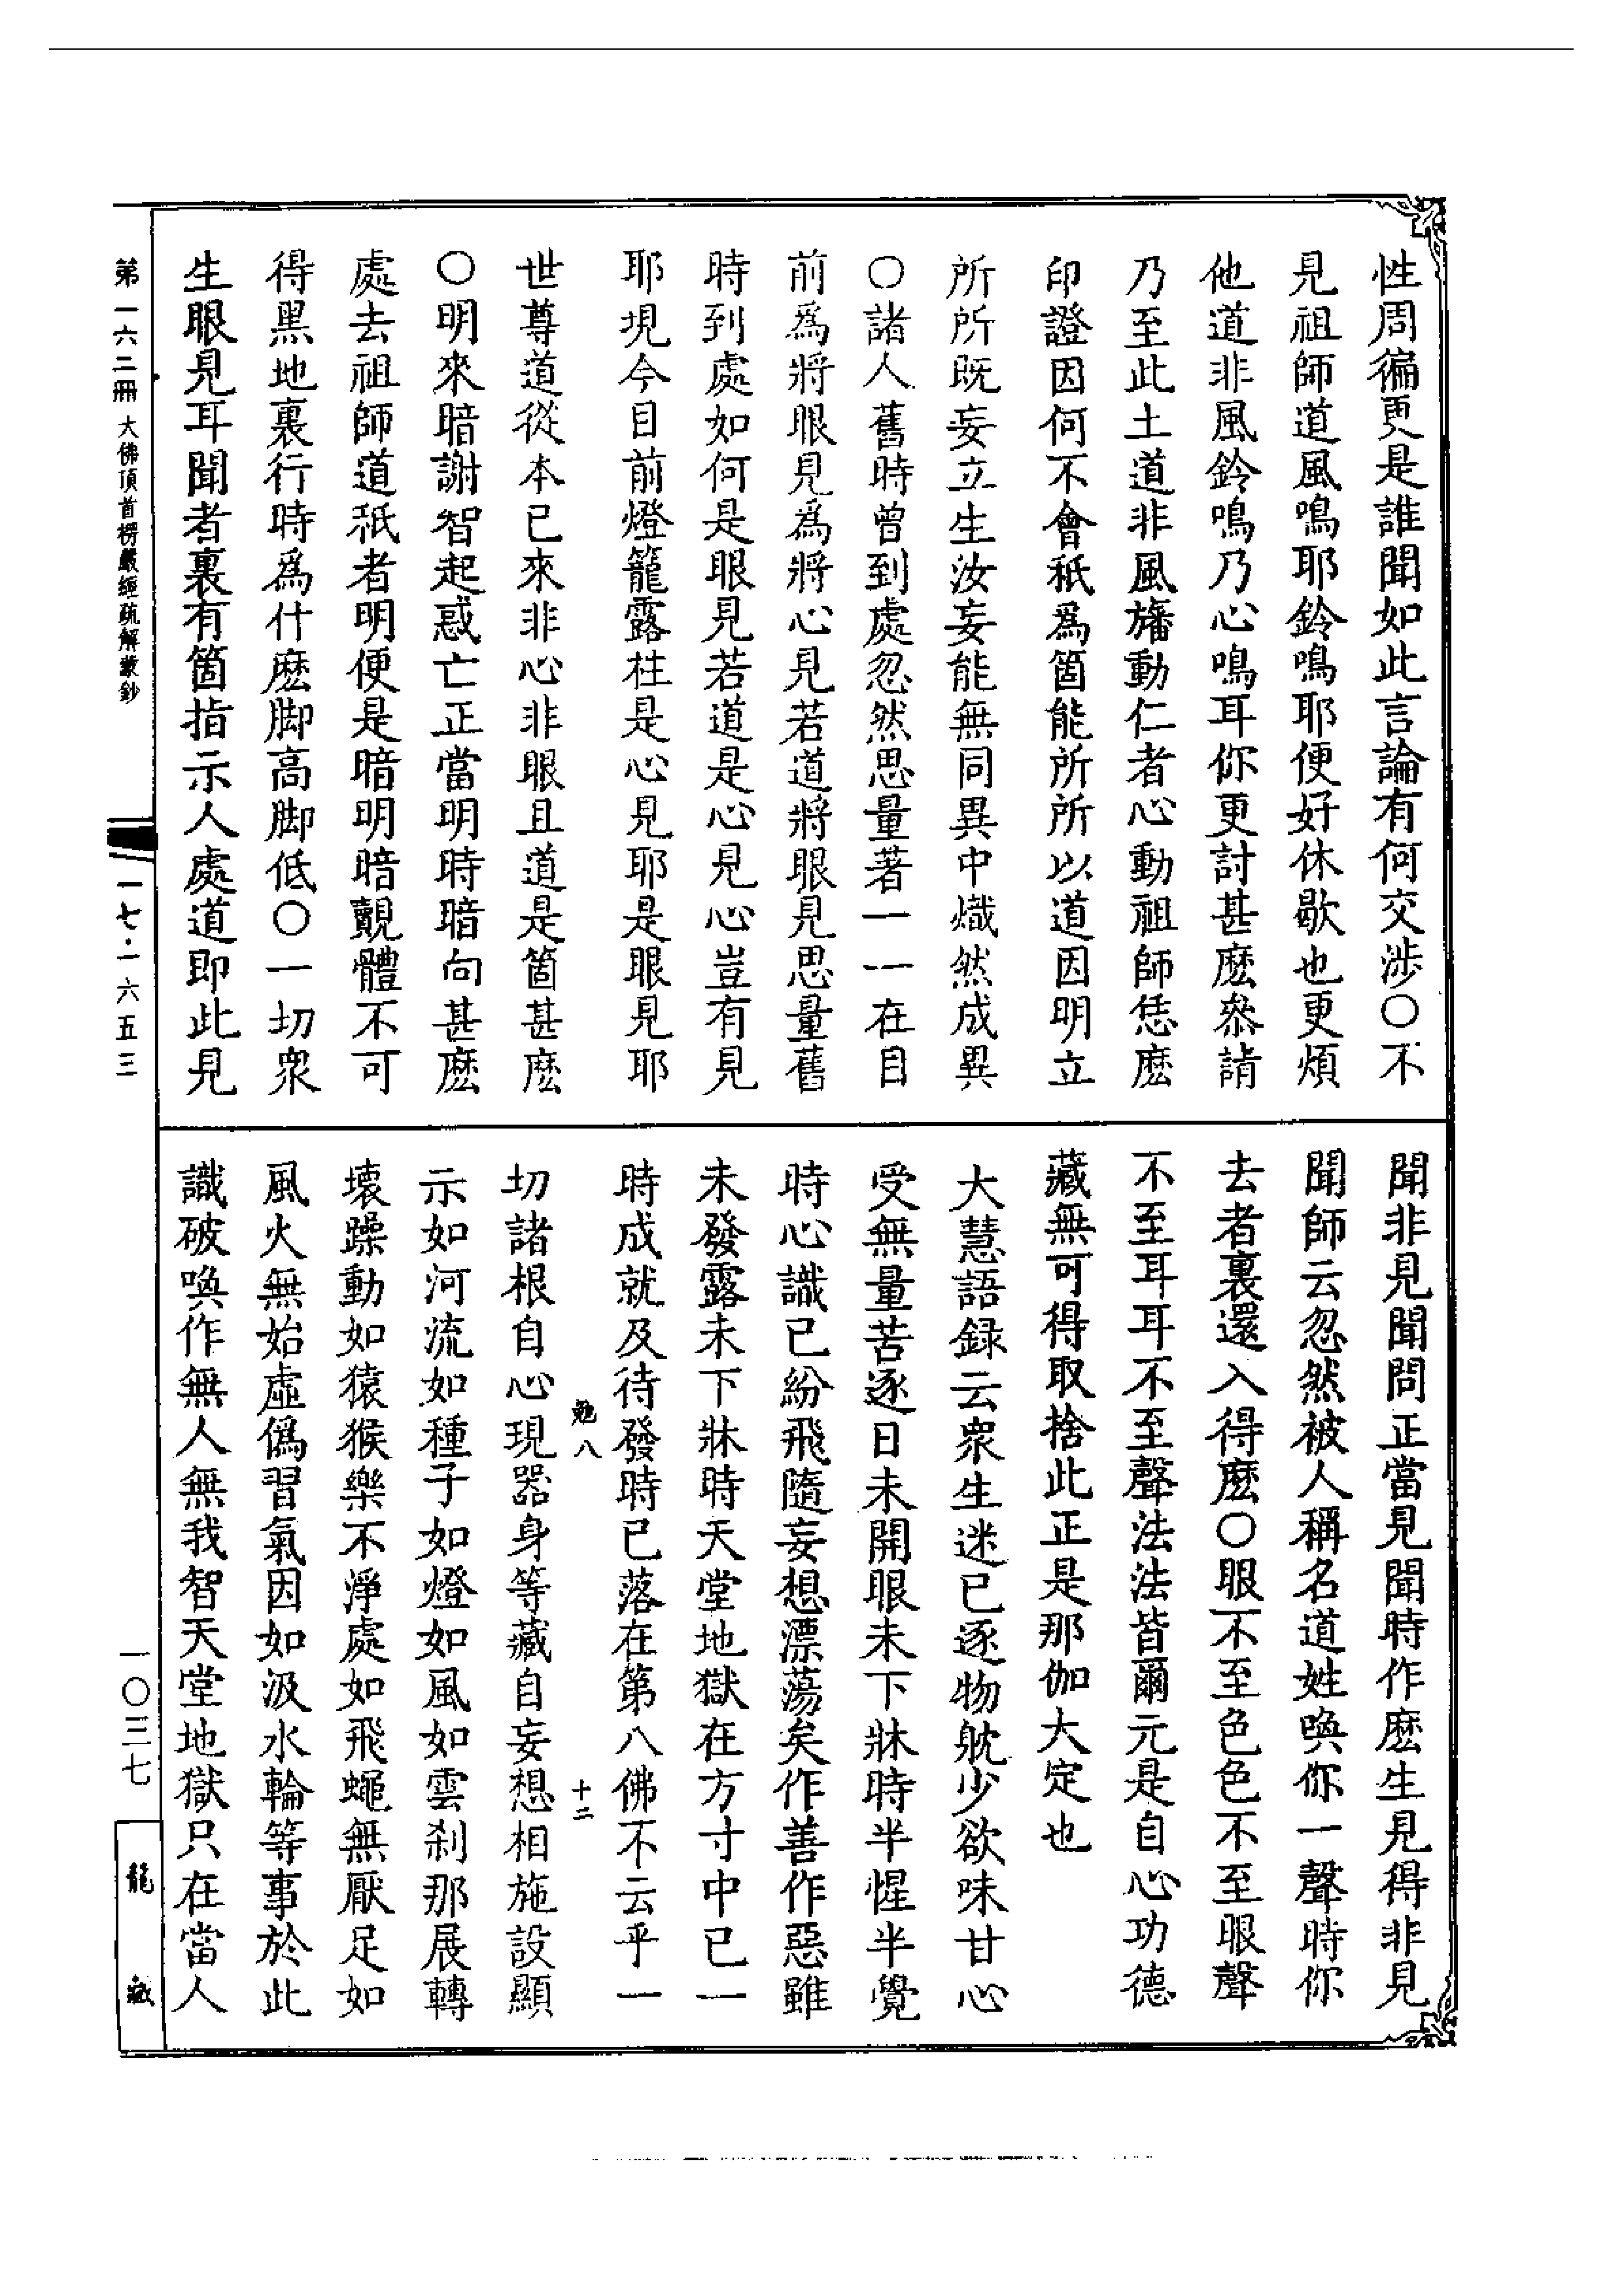 性周徧更是誰聞如此言論有何交涉〇不
見祖師道風鳴耶鈴鳴耶便好休歇也更煩
他道非風鈴鳴乃心鳴耳你更討甚麽叅請
乃至此土道非風旛動仁者心動祖師恁麽
印證因何不會秖爲箇能所所以道因明立
所所既妄立生汝妄能無同異中熾然成異
〇諸人舊時曾到處忽然思量著一一在目
前爲將眼見爲將心見若道將眼見思量舊
時到處如何是眼見若道是心見心豈有見
耶現今目前燈籠露柱是心見耶是眼見耶
世尊道從本已來非心非眼且道是箇甚麽
〇明來暗謝智起惑亡正當明時暗向甚麽
處去祖師道秖者明便是暗明明暗覿體不可
得黑地裏行時爲什麽脚高脚低〇一切衆
生眼見耳聞者裏有箇指示人處道即此見
聞非見聞問正當見聞時作麽生見得非見
聞師云忽然被人稱名道姓喚你一聲時你
去者裏還入得麽〇眼不至色色不至眼聲
不至耳耳不至聲法法皆爾元是自心功德
藏無可得取捨此正是那伽大定也
大慧語録云衆生迷已逐物躭少欲味甘心
受無量苦逐日未開眼未下牀時半惺半覺
時心識已紛飛隨妄想漂蕩矣作善作惡雖
未發露未下牀時天堂地獄在方寸中已一
時成就及待發時已落在第八佛不云乎一
勉八 十二
切諸根自心現器身等藏自妄想相施設顯
示如河流如種子如燈如風如雲剎那展轉
壞躁動如猿猴樂不淨處如飛蠅無厭足如
風火無始虛僞習氣因如汲水輪等事於此
識破喚作無人無我智天堂地獄只在當人
第一六二冊 大佛頂首楞嚴經疏解蒙鈔
一七·一六五三
一〇三七
龍藏